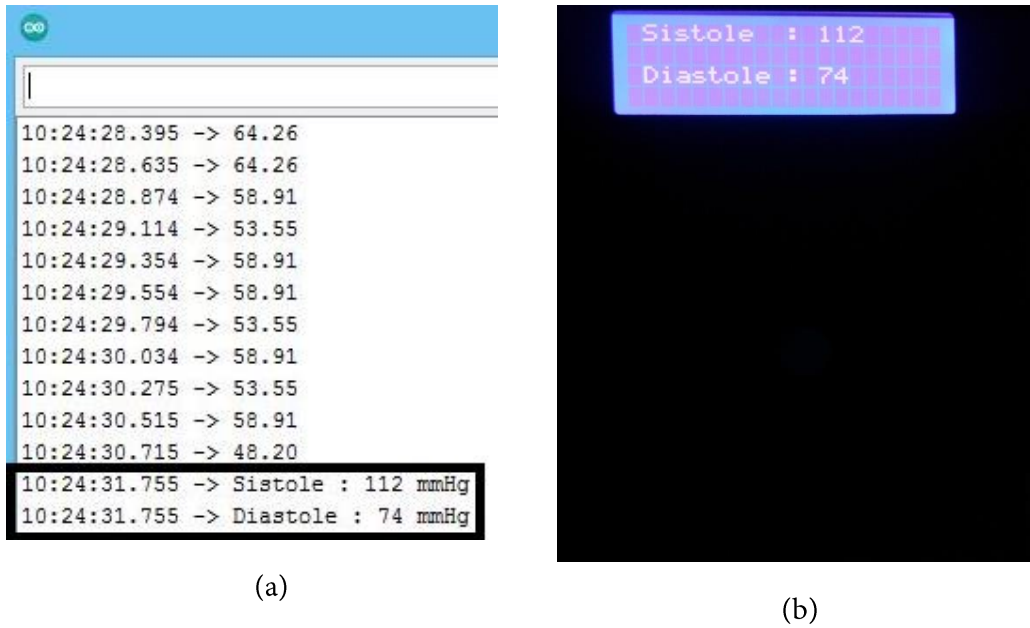 10:24:28.395 -> 64.26
10:24:28.635 -> 64.26
10:24:28.874 -> 58.91
10:24:29.114 -> 53.55
10:24:29.354 -> 58.91
10:24:29.554 -> 58.91
10:24:29.794 -> 53.55
10:24:30.034 -> 58.91
10:24:30.275 -> 53.55
10:24:30.515 -> 58.91
10:24:30.715 -> 48.20
10:24:31.755 -> Sistole : 112 mmHg
10:24:31.755 -> Diastole : 74 mmHg
(a)
Sistole : 112
Diastole : 74
(b)